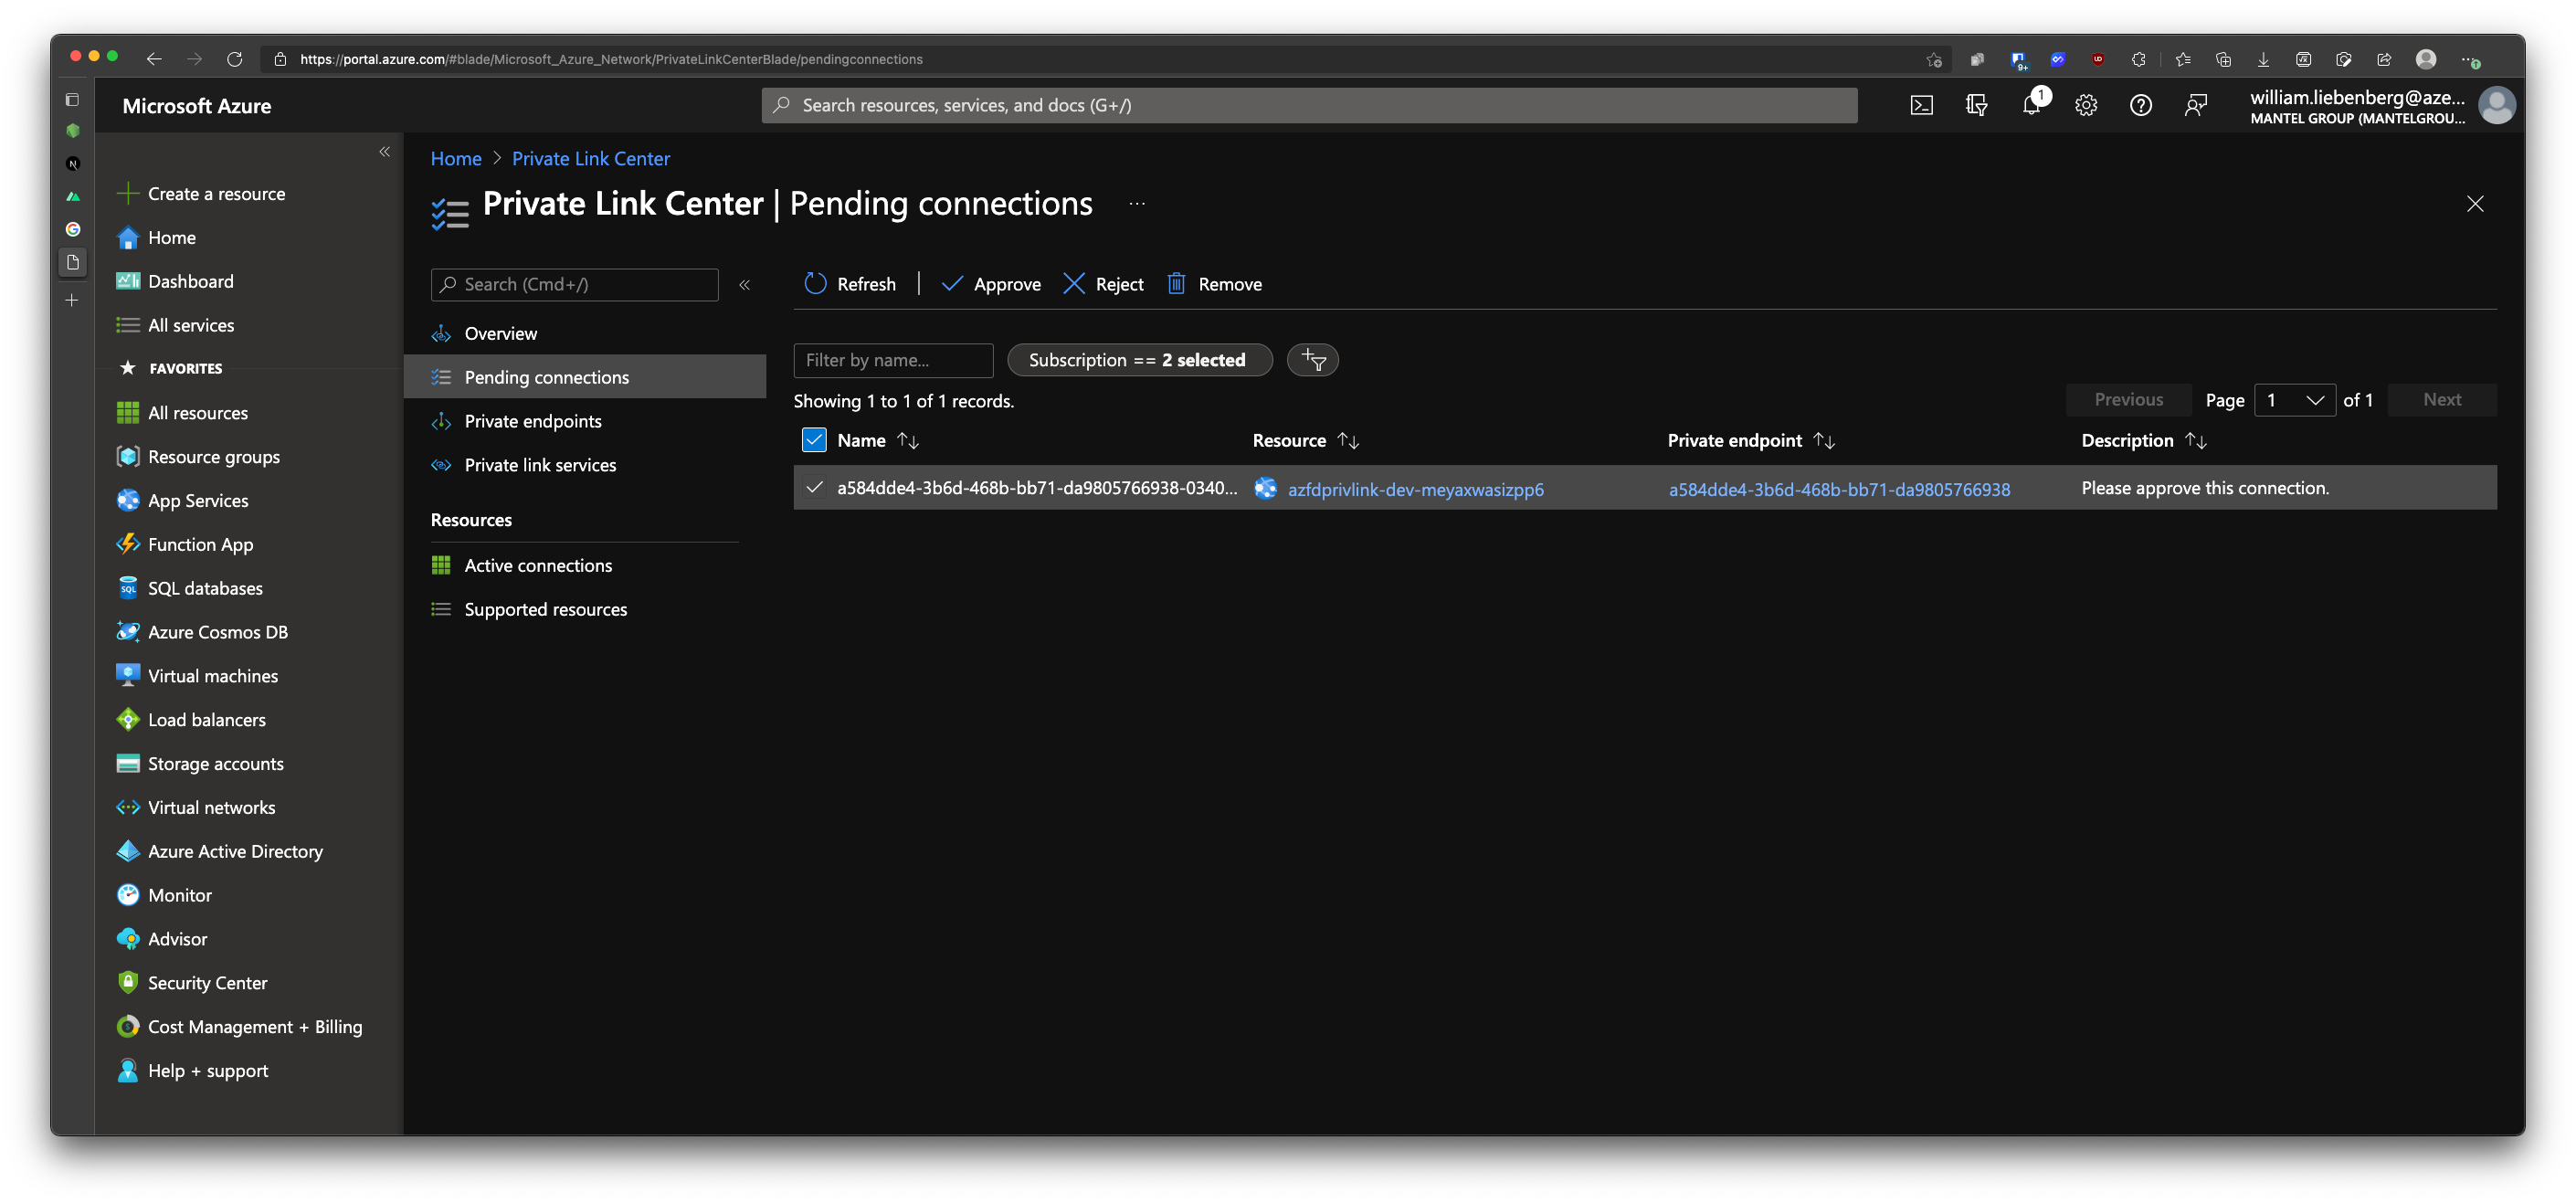 https://portal.azure.com/#blade/Microsoft_Azure_Network/PrivateLinkCenterBlade/pendingconnections
9+
Microsoft Azure
Search resources, services, and docs (G+/)
1
william.liebenberg@aze...
MANTEL GROUP (MANTELGROU...
Create a resource
Home
Dashboard
All services
FAVORITES
All resources
Resource groups
App Services
Function App
SQL databases
Azure Cosmos DB
Virtual machines
Load balancers
Storage accounts
Virtual networks
Azure Active Directory
Monitor
Advisor
Security Center
Cost Management + Billing
Help + support
Home > Private Link Center
Private Link Center | Pending connections ...
Search (Cmd+/)
Overview
Pending connections
Private endpoints
Private link services
Resources
Active connections
Supported resources
Refresh | Approve Reject Remove
Filter by name... Subscription == 2 selected
Showing 1 to 1 of 1 records.
Previous Page 1 of 1 Next
Name Resource Private endpoint Description
a584dde4-3b6d-468b-bb71-da9805766938-0340... azfdprivlink-dev-meyaxwasizpp6 a584dde4-3b6d-468b-bb71-da9805766938 Please approve this connection.